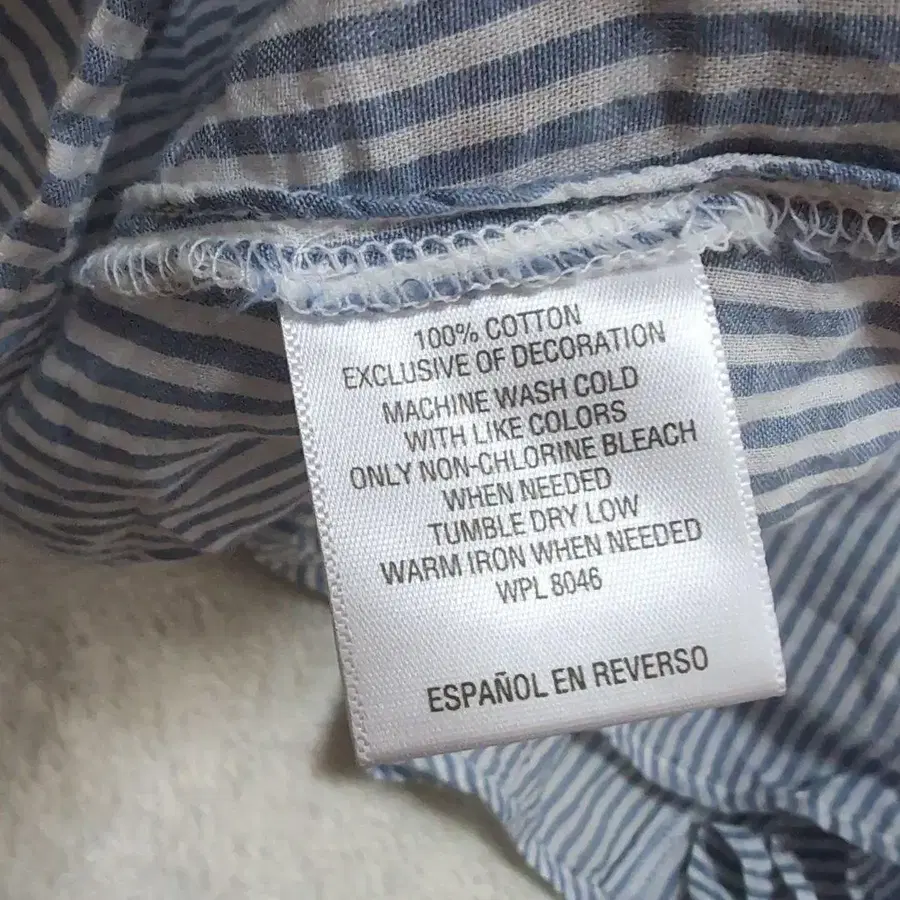 100% COTTON
EXCLUSIVE OF DECORATION
MACHINE WASH COLD
WITH LIKE COLORS
ONLY NON-CHLORINE BLEACH
WHEN NEEDED
TUMBLE DRY LOW
WARM IRON WHEN NEEDED
WPL 8046
ESPAÑOL EN REVERSO